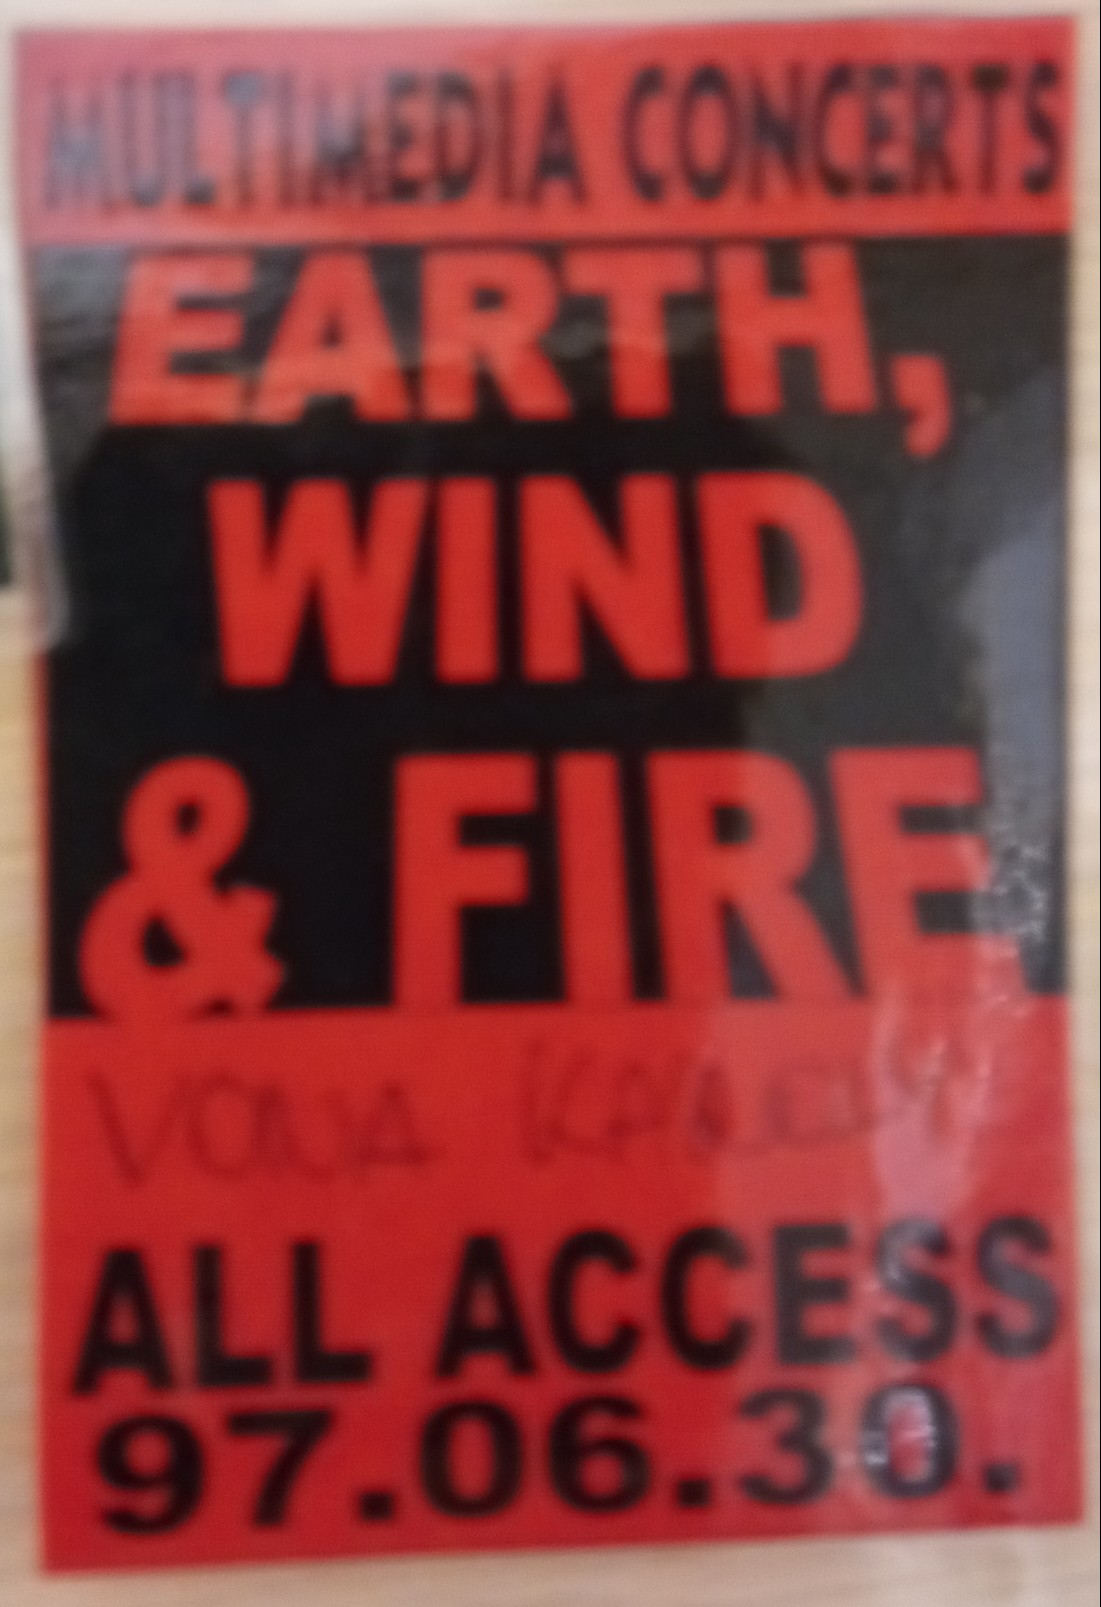 MULTIMEDIA CONCERTS
EARTH,
WIND
& FIRE
ALL ACCESS
97.06.30.